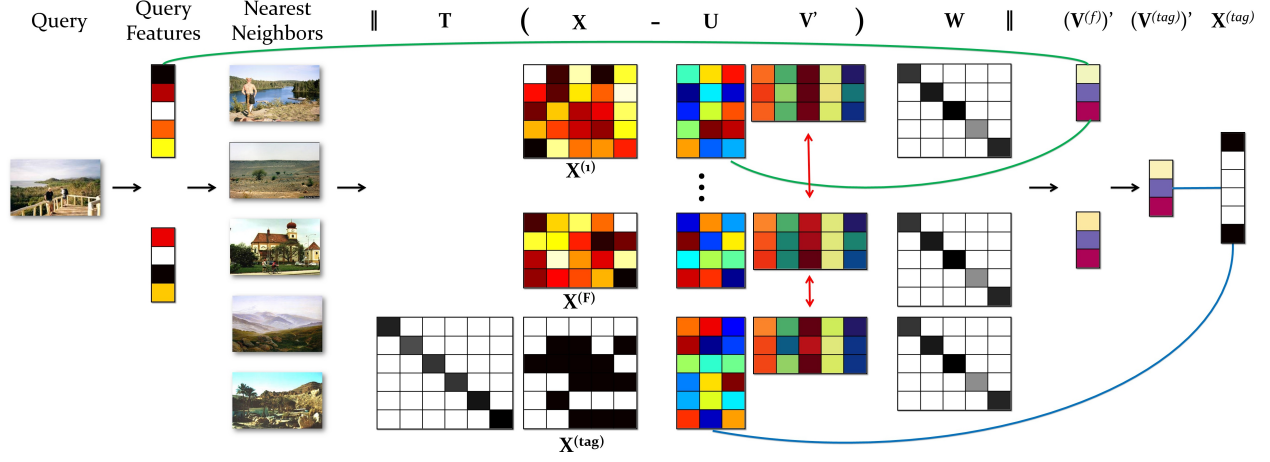 Query
Query
Features
Nearest
Neighbors
‖ T ( X - U V' ) W ‖ (V(f))' (V(tag))' X(tag)
X(1)
X(F)
X(tag)